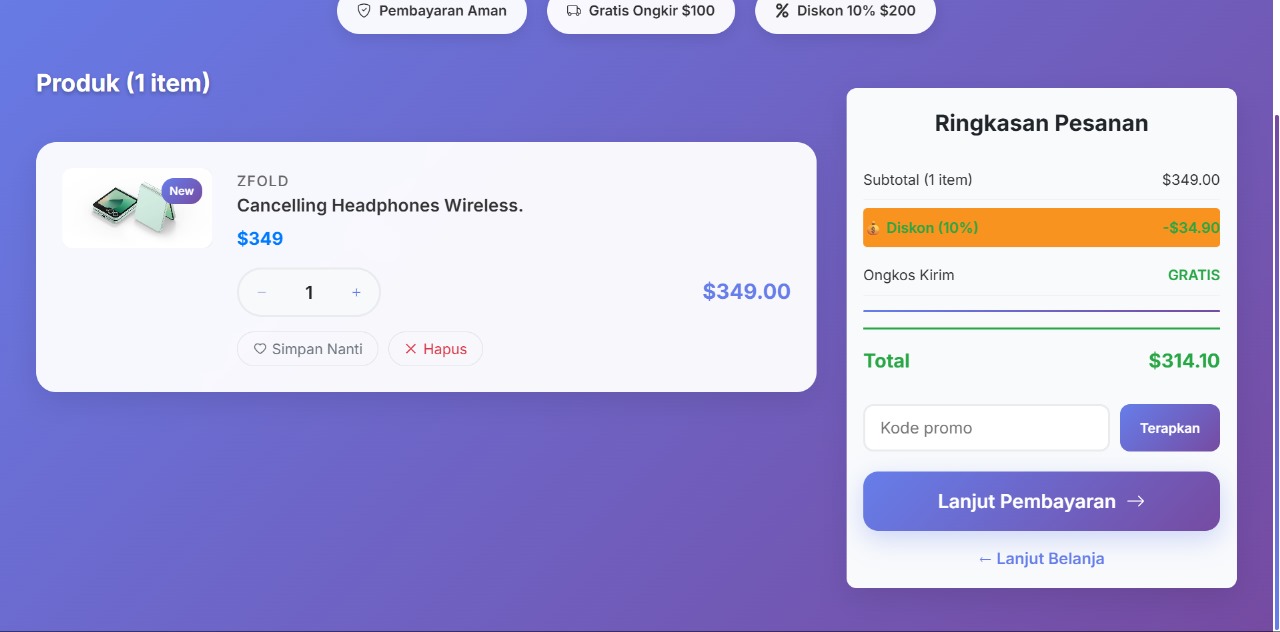 Pembayaran Aman
Gratis Ongkir $100
Diskon 10% $200
Produk (1 item)
New
ZFOLD
Cancelling Headphones Wireless.
$349
− 1 +
$349.00
Simpan Nanti
Hapus
Ringkasan Pesanan
Subtotal (1 item) $349.00
💰 Diskon (10%) -$34.90
Ongkos Kirim GRATIS
Total $314.10
Kode promo
Terapkan
Lanjut Pembayaran →
← Lanjut Belanja